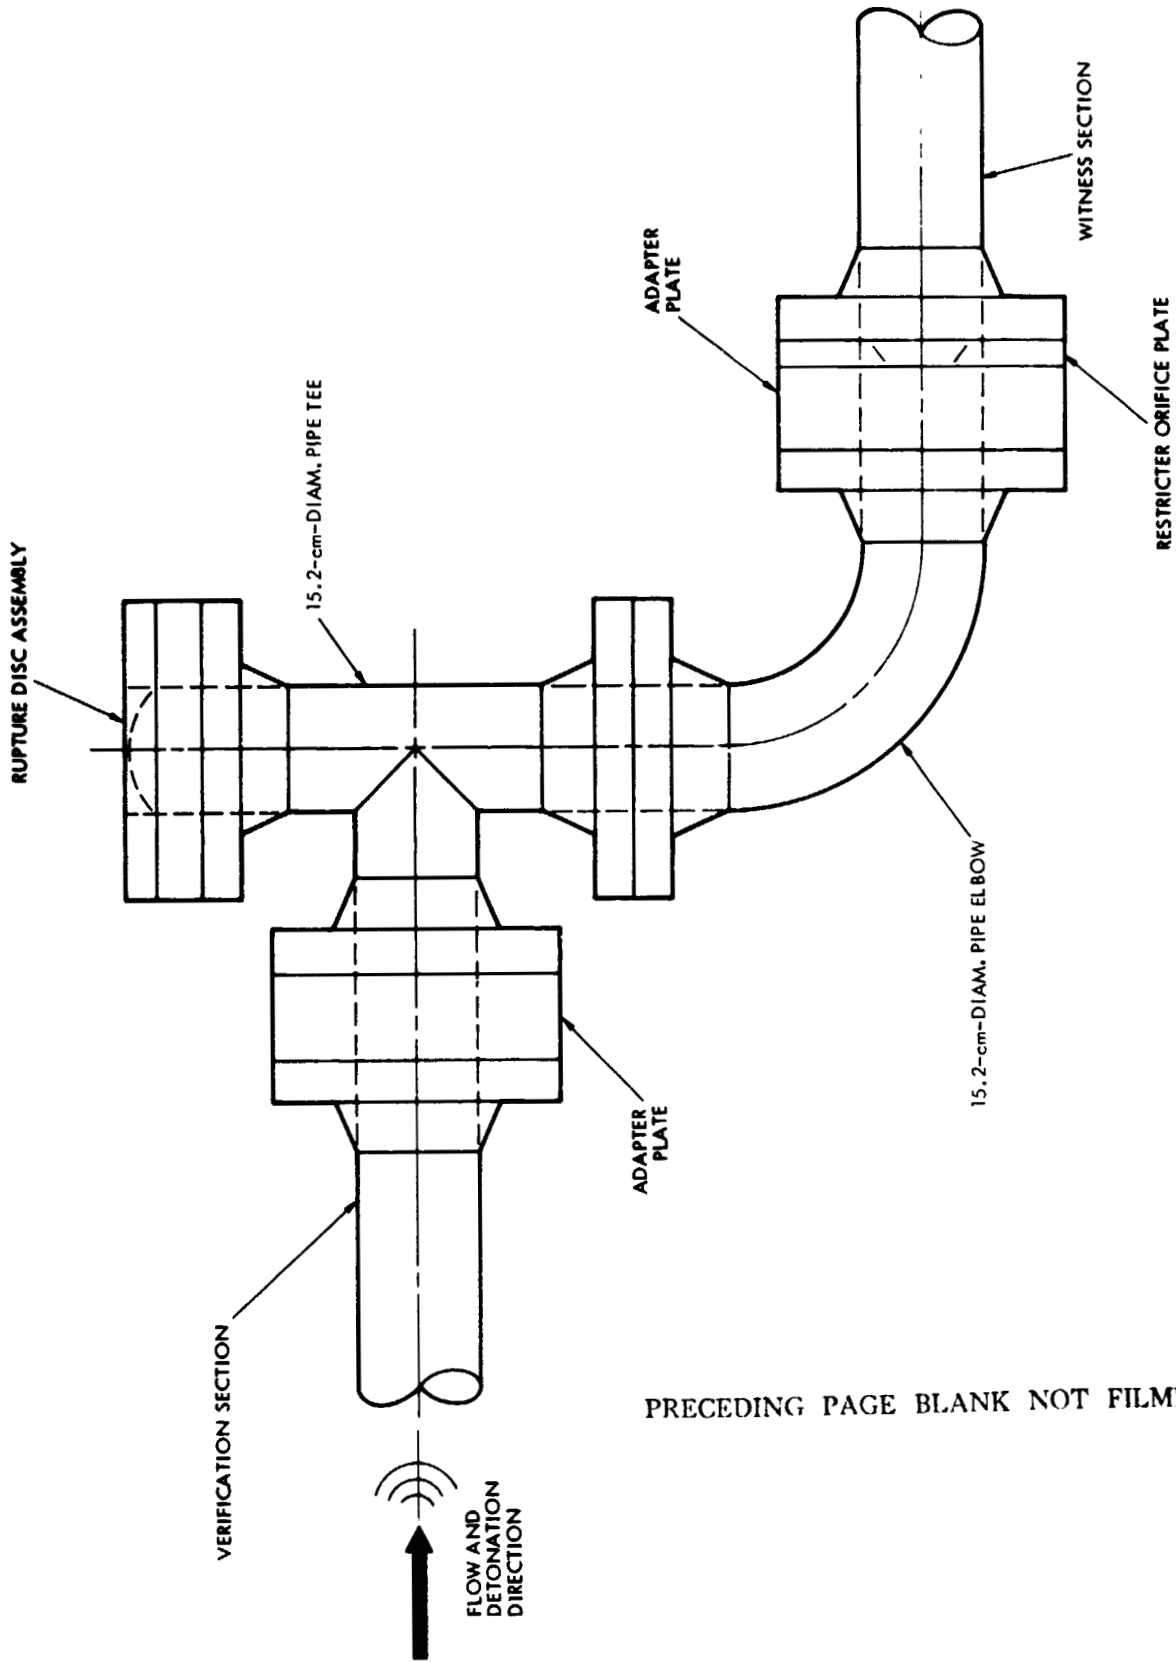 RUPTURE DISC ASSEMBLY
15.2-cm-DIAM. PIPE TEE
ADAPTER
PLATE
WITNESS SECTION
RESTRICTER ORIFICE PLATE
15.2-cm-DIAM. PIPE ELBOW
ADAPTER
PLATE
VERIFICATION SECTION
FLOW AND
DETONATION
DIRECTION
PRECEDING PAGE BLANK NOT FILM